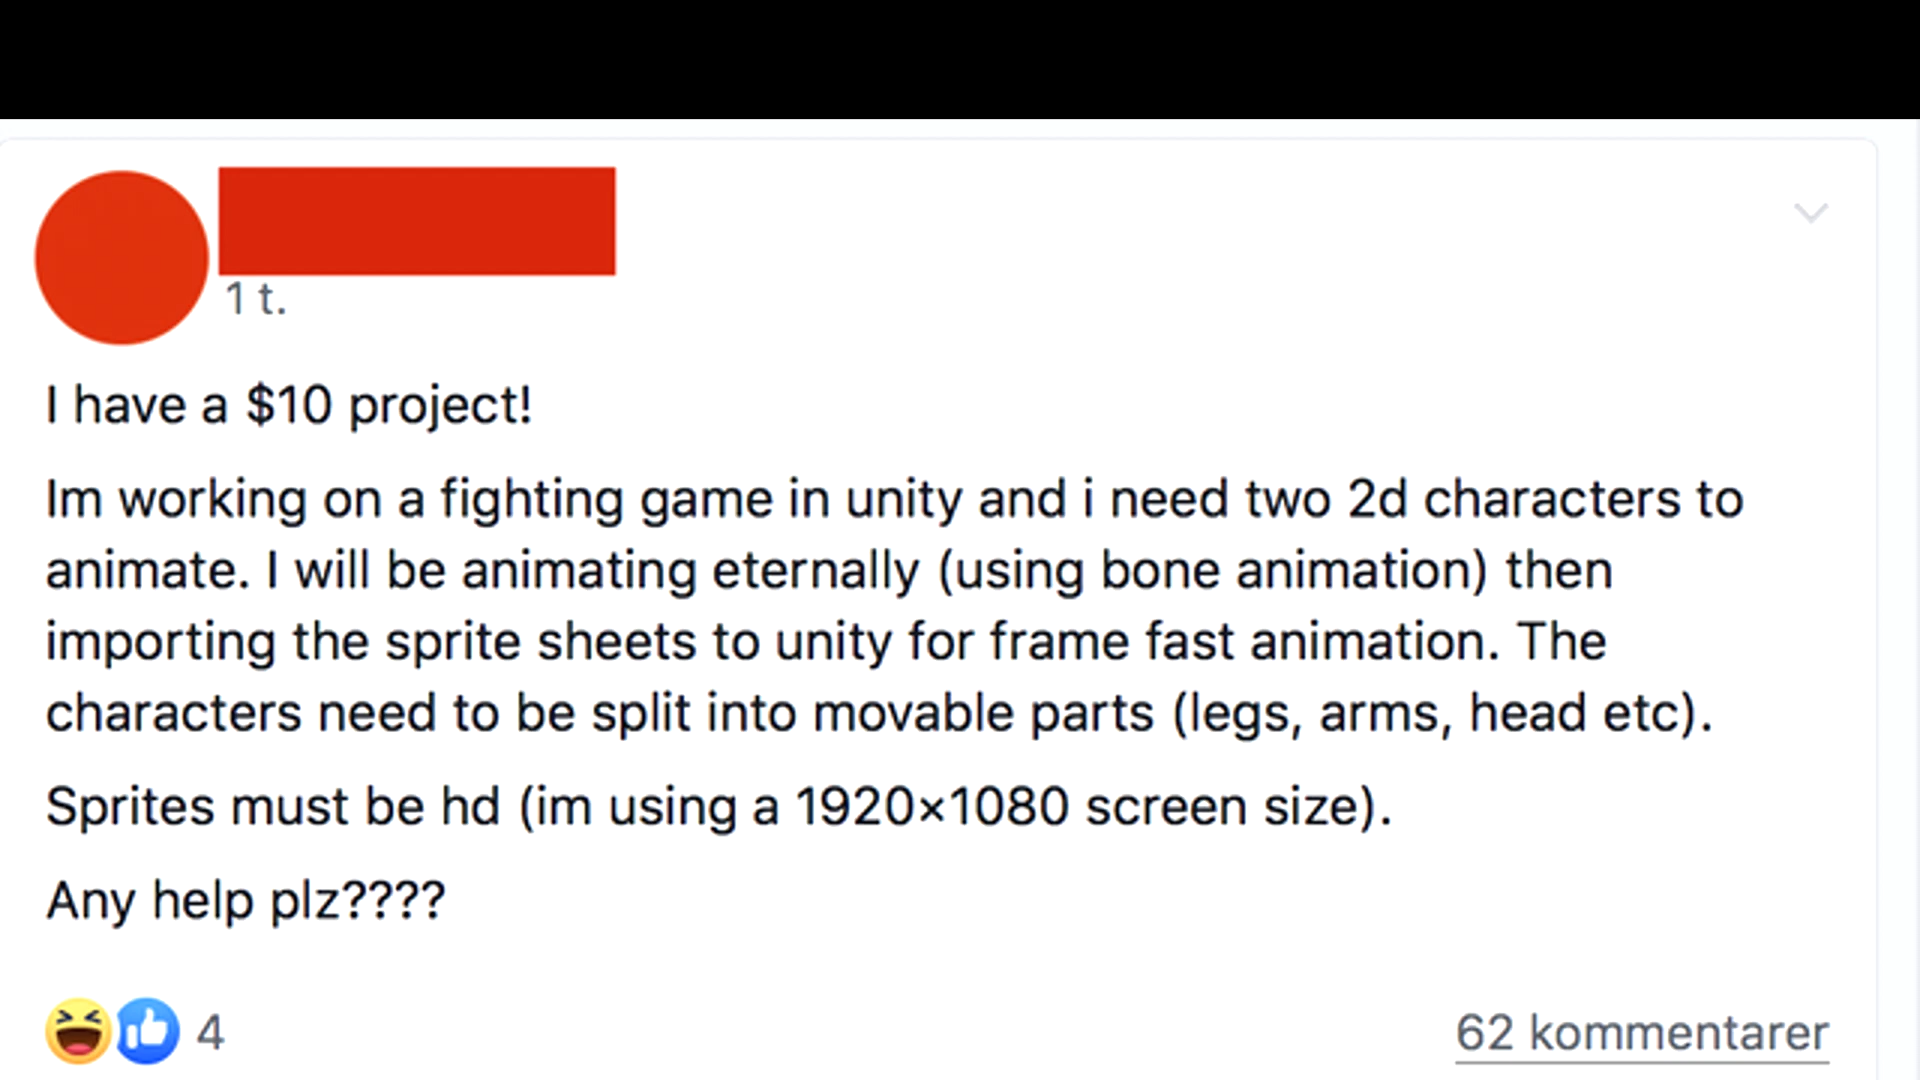 1 t.
I have a $10 project!
Im working on a fighting game in unity and i need two 2d characters to
animate. I will be animating eternally (using bone animation) then
importing the sprite sheets to unity for frame fast animation. The
characters need to be split into movable parts (legs, arms, head etc).
Sprites must be hd (im using a 1920×1080 screen size).
Any help plz????
4
62 kommentarer